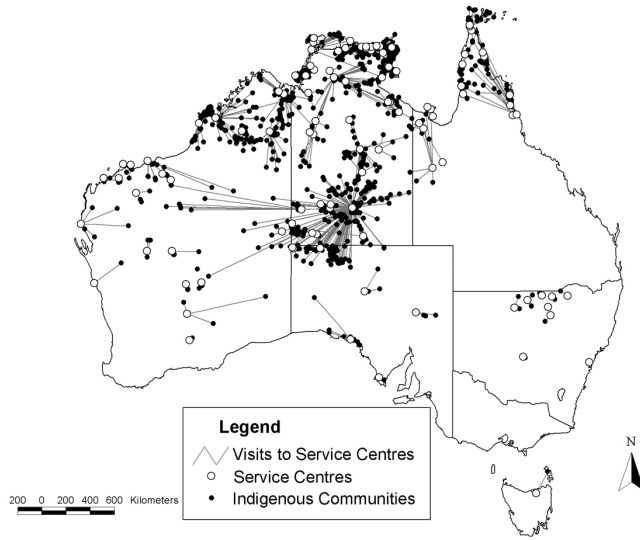 Legend
Visits to Service Centres
Service Centres
Indigenous Communities
200 0 200 400 600 Kilometers
N